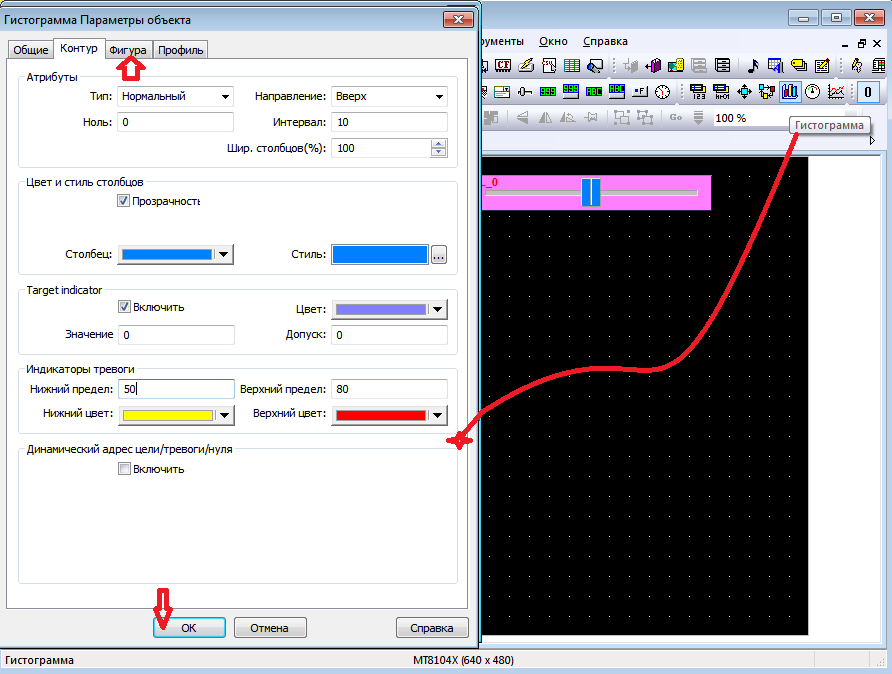 Гистограмма Параметры объекта
Общие Контур Фигура Профиль
Атрибуты
Тип: Нормальный Направление: Вверх
Ноль: 0 Интервал: 10
Шир. столбцов(%): 100
Цвет и стиль столбцов
Прозрачность
Столбец: Стиль: ...
Target indicator
Включить Цвет:
Значение 0 Допуск: 0
Индикаторы тревоги
Нижний предел: 50 Верхний предел: 80
Нижний цвет: Верхний цвет:
Динамический адрес цели/тревоги/нуля
Включить
OK Отмена Справка
рументы Окно Справка
Go 100 %
Гистограмма
_0
0
Гистограмма MT8104X (640 x 480)